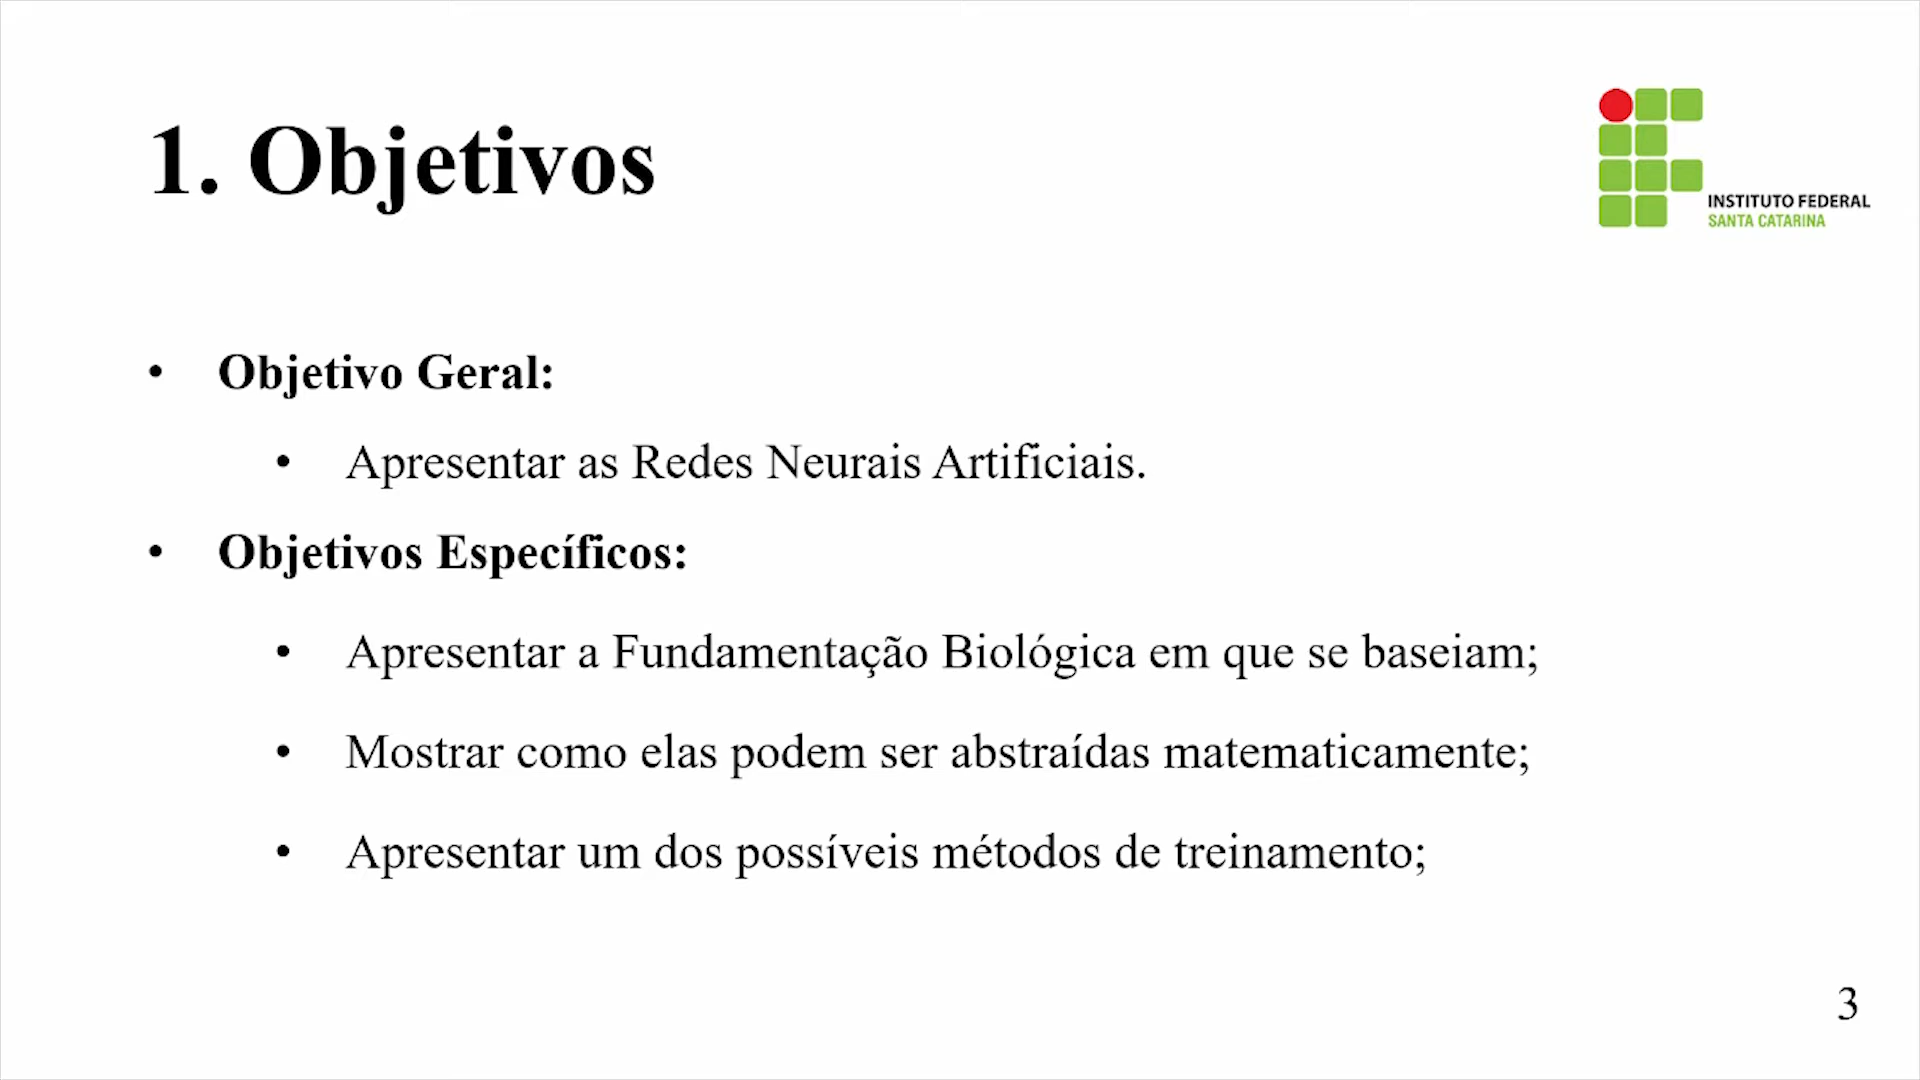 1. Objetivos
INSTITUTO FEDERAL
SANTA CATARINA
• Objetivo Geral:
• Apresentar as Redes Neurais Artificiais.
• Objetivos Específicos:
• Apresentar a Fundamentação Biológica em que se baseiam;
• Mostrar como elas podem ser abstraídas matematicamente;
• Apresentar um dos possíveis métodos de treinamento;
3